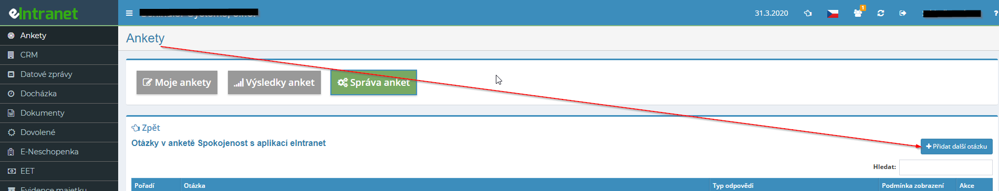 eIntranet
31.3.2020
1
?
Ankety
CRM
Datové zprávy
Docházka
Dokumenty
Dovolené
E-Neschopenka
EET
Evidence majetku
Ankety
Moje ankety
Výsledky anket
Správa anket
Zpět
Otázky v anketě Spokojenost s aplikací eIntranet
Přidat další otázku
Hledat:
Pořadí Otázka Typ odpovědi Podmínka zobrazení Akce